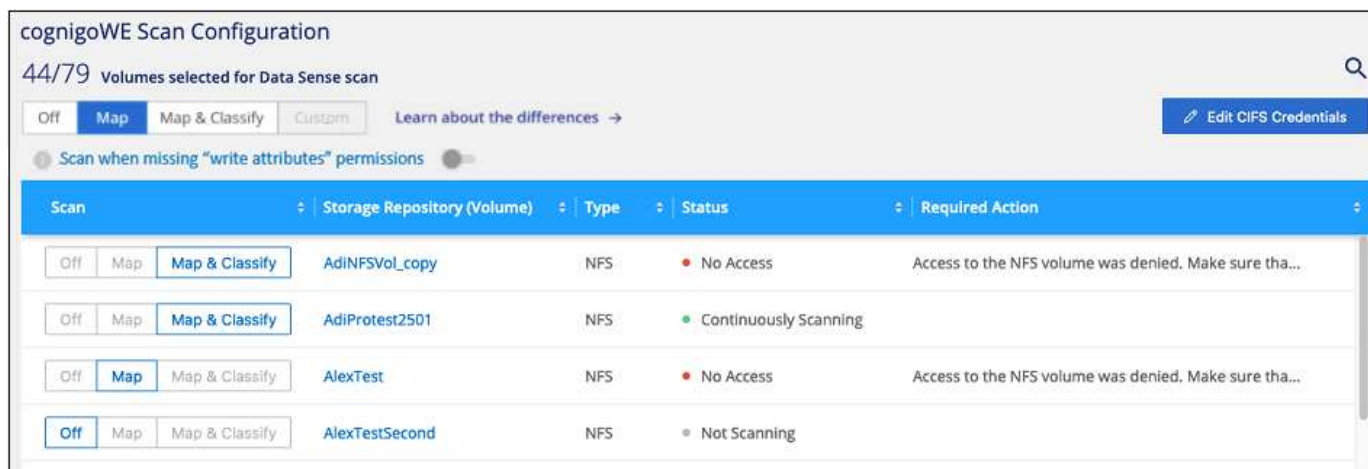 cognigoWE Scan Configuration
44/79 Volumes selected for Data Sense scan
Off Map Map & Classify Custom Learn about the differences → Edit CIFS Credentials
Scan when missing “write attributes” permissions
Scan Storage Repository (Volume) Type Status Required Action
Off Map Map & Classify AdiNFSVol_copy NFS No Access Access to the NFS volume was denied. Make sure tha...
Off Map Map & Classify AdiProtest2501 NFS Continuously Scanning
Off Map Map & Classify AlexTest NFS No Access Access to the NFS volume was denied. Make sure tha...
Off Map Map & Classify AlexTestSecond NFS Not Scanning